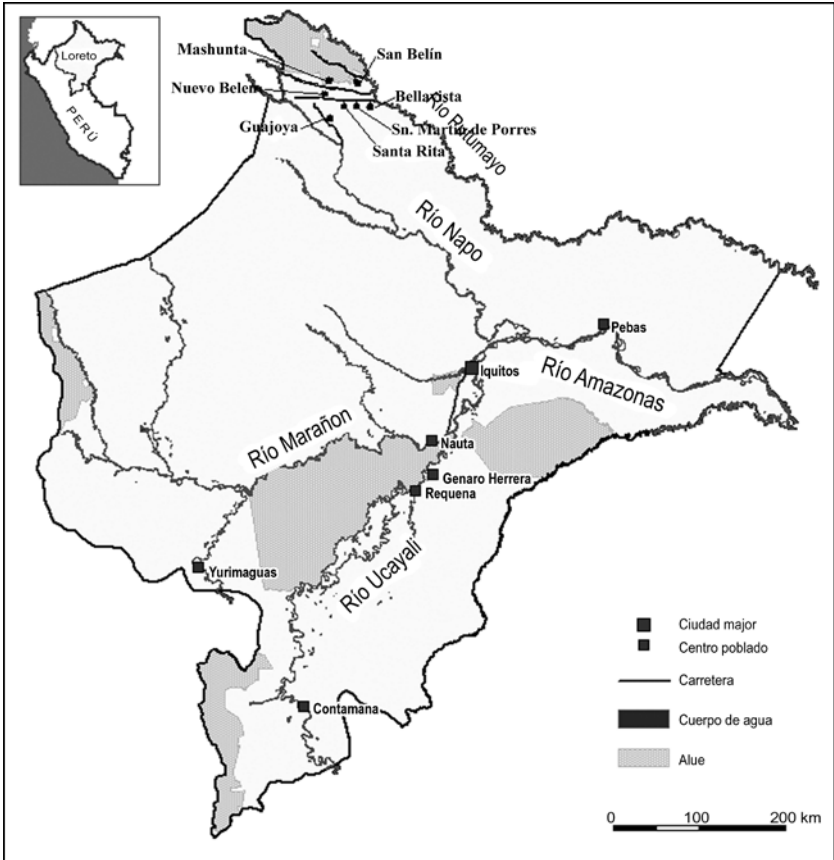 Loreto
PERÚ
Mashunta
San Belín
Nuevo Belen
Bellavista
Guajoya
Sn. Martín de Porres
Santa Rita
Río Putumayo
Río Napo
Pebas
Iquitos
Río Amazonas
Río Marañon
Nauta
Genaro Herrera
Requena
Yurimaguas
Río Ucayali
Contamana
Ciudad major
Centro poblado
Carretera
Cuerpo de agua
Alue
0 100 200 km